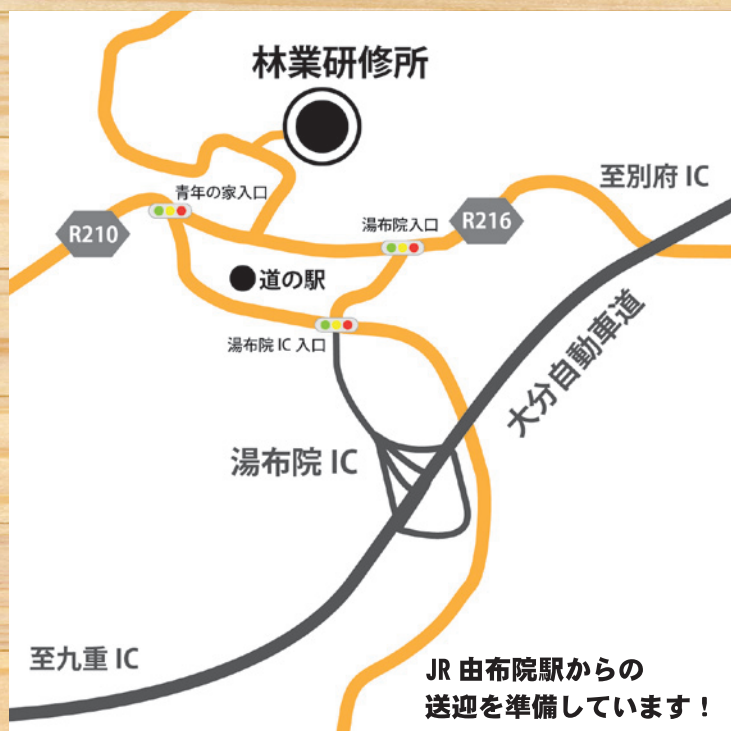 林業研修所
青年の家入口
至別府 IC
R210
湯布院入口
R216
道の駅
湯布院 IC 入口
大分自動車道
湯布院 IC
至九重 IC
JR 由布院駅からの
送迎を準備しています！